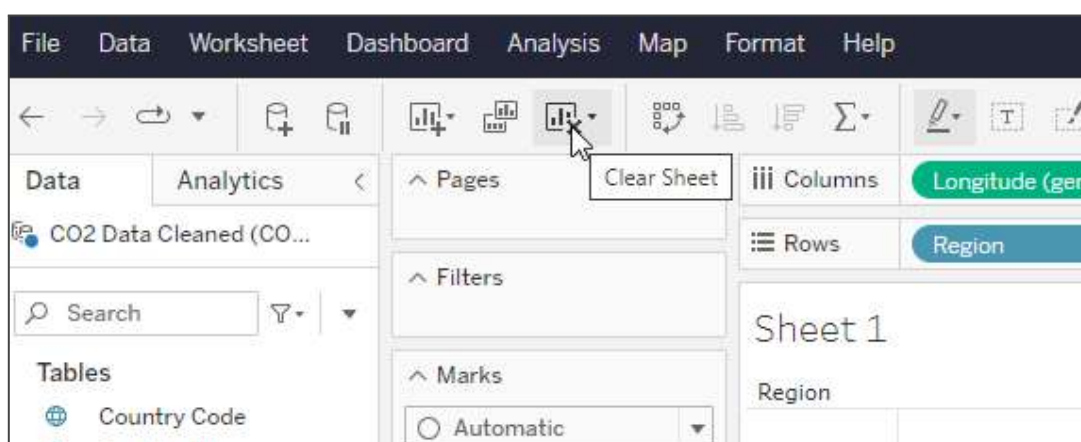 File Data Worksheet Dashboard Analysis Map Format Help
Data Analytics
Pages
Clear Sheet
Columns
Longitude (ger
CO2 Data Cleaned (CO...
Rows
Region
Filters
Search
Sheet 1
Tables
Marks
Region
Country Code
Automatic